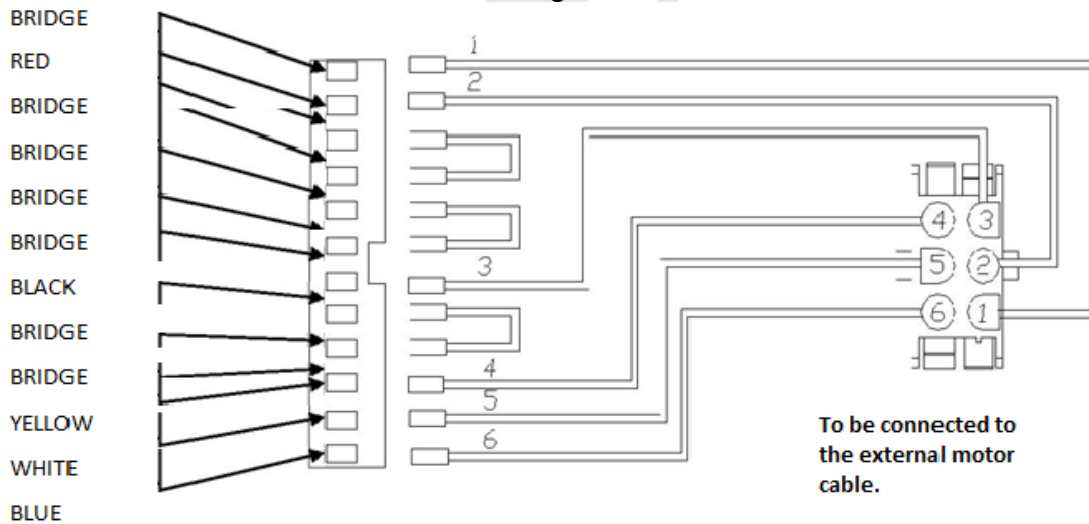 BRIDGE
RED
BRIDGE
BRIDGE
BRIDGE
BRIDGE
BLACK
BRIDGE
BRIDGE
YELLOW
WHITE
BLUE
1
2
3
4
5
6
4 3
5 2
6 1
To be connected to
the external motor
cable.